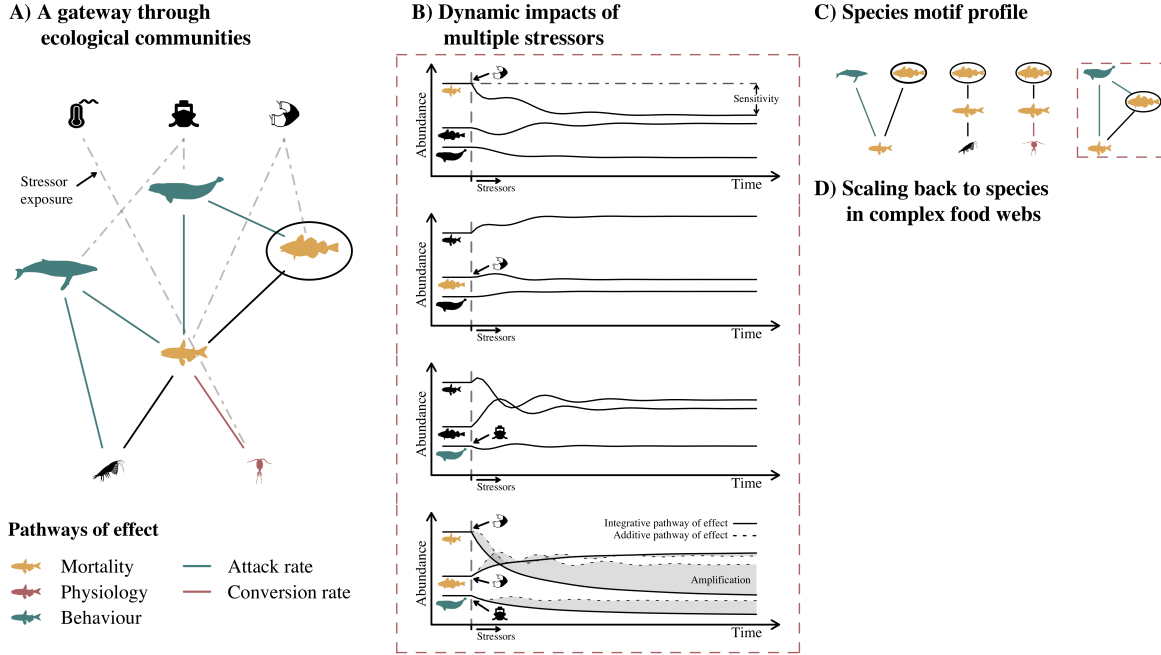 A) A gateway through
ecological communities
Stressor
exposure
Pathways of effect
Mortality
Physiology
Behaviour
Attack rate
Conversion rate
B) Dynamic impacts of
multiple stressors
Abundance
Sensitivity
Stressors
Time
Abundance
Stressors
Time
Abundance
Stressors
Time
Abundance
Integrative pathway of effect
Additive pathway of effect
Amplification
Stressors
Time
C) Species motif profile
D) Scaling back to species
in complex food webs